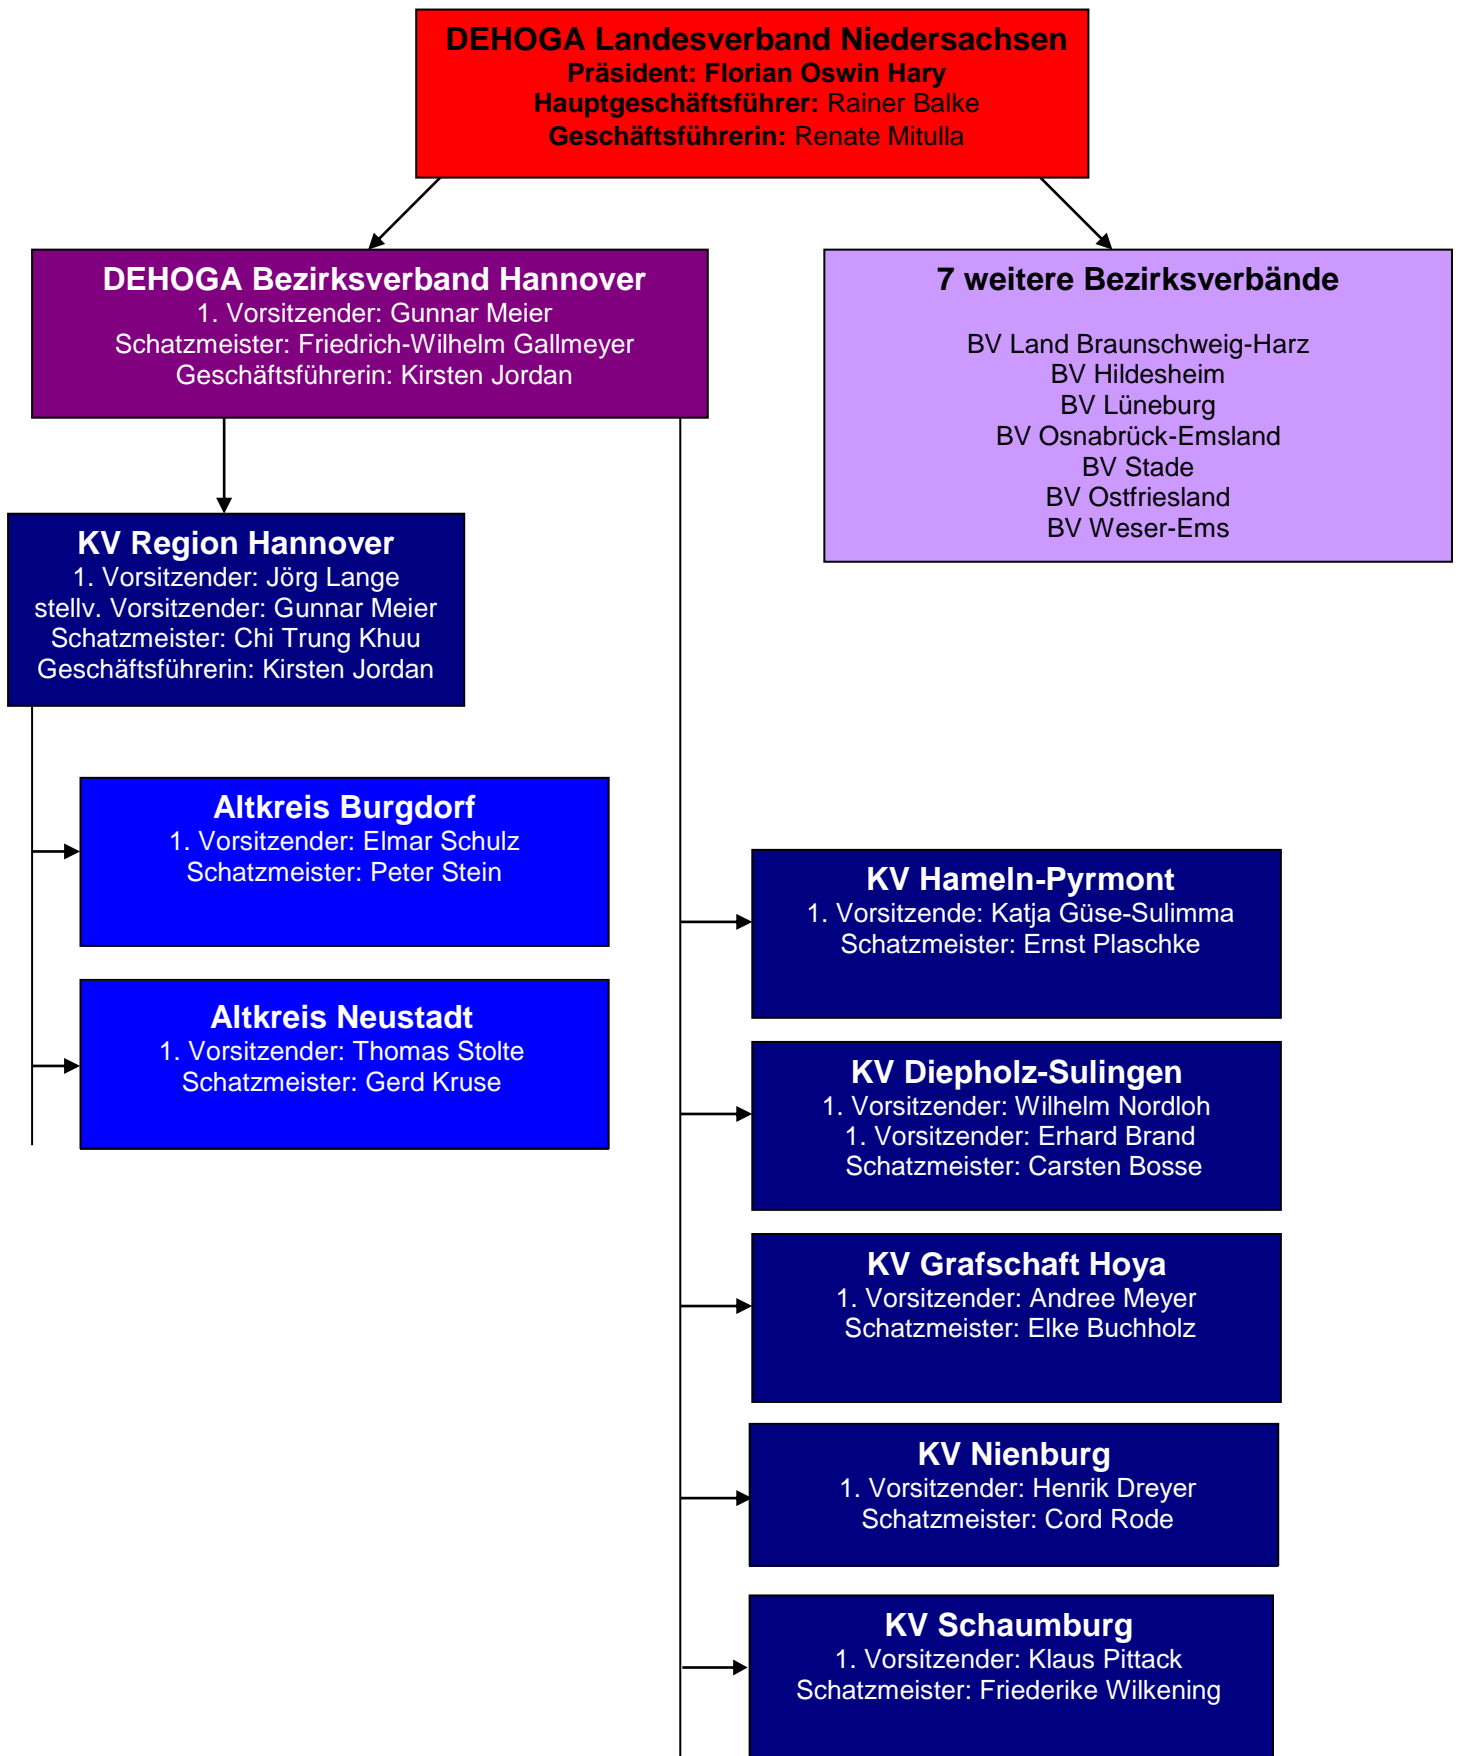 DEHOGA Landesverband Niedersachsen
Präsident: Florian Oswin Hary
Hauptgeschäftsführer: Rainer Balke
Geschäftsführerin: Renate Mitulla
DEHOGA Bezirksverband Hannover
1. Vorsitzender: Gunnar Meier
Schatzmeister: Friedrich-Wilhelm Gallmeyer
Geschäftsführerin: Kirsten Jordan
7 weitere Bezirksverbände
BV Land Braunschweig-Harz
BV Hildesheim
BV Lüneburg
BV Osnabrück-Emsland
BV Stade
BV Ostfriesland
BV Weser-Ems
KV Region Hannover
1. Vorsitzender: Jörg Lange
stellv. Vorsitzender: Gunnar Meier
Schatzmeister: Chi Trung Khuu
Geschäftsführerin: Kirsten Jordan
Altkreis Burgdorf
1. Vorsitzender: Elmar Schulz
Schatzmeister: Peter Stein
Altkreis Neustadt
1. Vorsitzender: Thomas Stolte
Schatzmeister: Gerd Kruse
KV Hameln-Pyrmont
1. Vorsitzende: Katja Güse-Sulimma
Schatzmeister: Ernst Plaschke
KV Diepholz-Sulingen
1. Vorsitzender: Wilhelm Nordloh
1. Vorsitzender: Erhard Brand
Schatzmeister: Carsten Bosse
KV Grafschaft Hoya
1. Vorsitzender: Andree Meyer
Schatzmeister: Elke Buchholz
KV Nienburg
1. Vorsitzender: Henrik Dreyer
Schatzmeister: Cord Rode
KV Schaumburg
1. Vorsitzender: Klaus Pittack
Schatzmeister: Friederike Wilkening